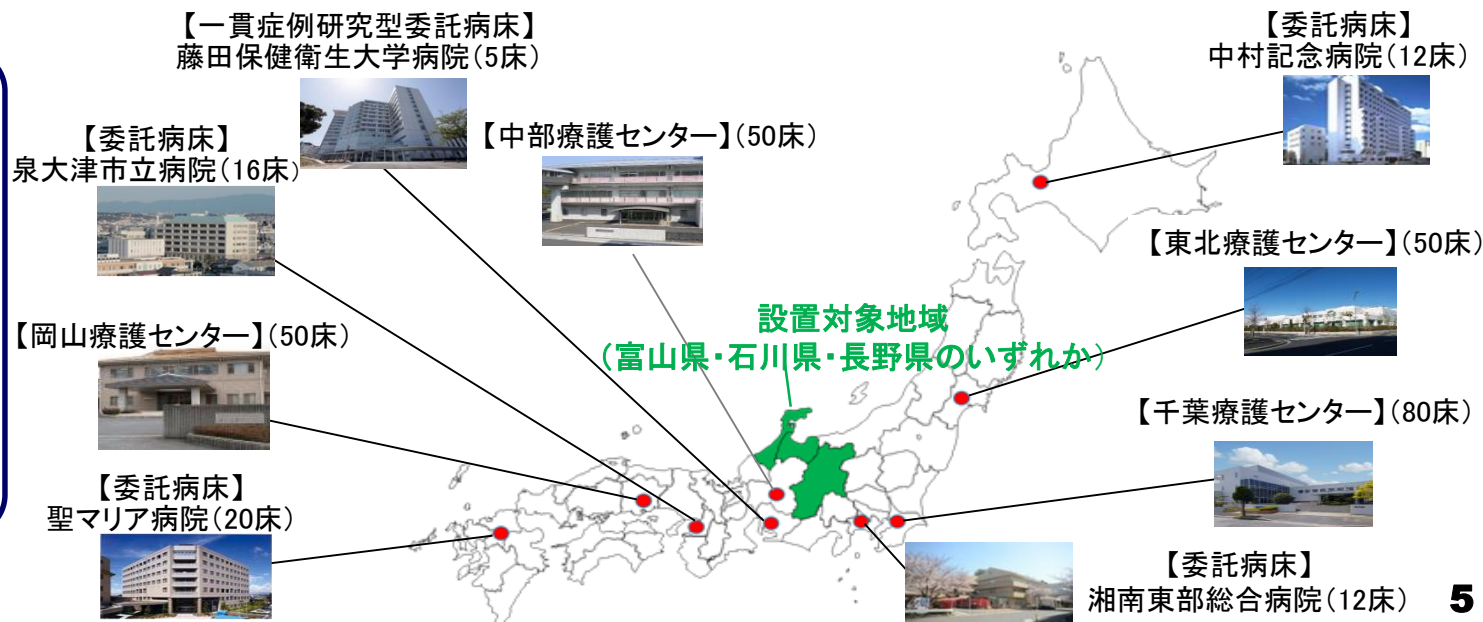 【一貫症例研究型委託病床】
藤田保健衛生大学病院(5床)
【委託病床】
中村記念病院(12床)
【委託病床】
泉大津市立病院(16床)
【中部療護センター】(50床)
【東北療護センター】(50床)
設置対象地域
(富山県・石川県・長野県のいずれか)
【岡山療護センター】(50床)
【千葉療護センター】(80床)
【委託病床】
聖マリア病院(20床)
【委託病床】
湘南東部総合病院(12床)
5